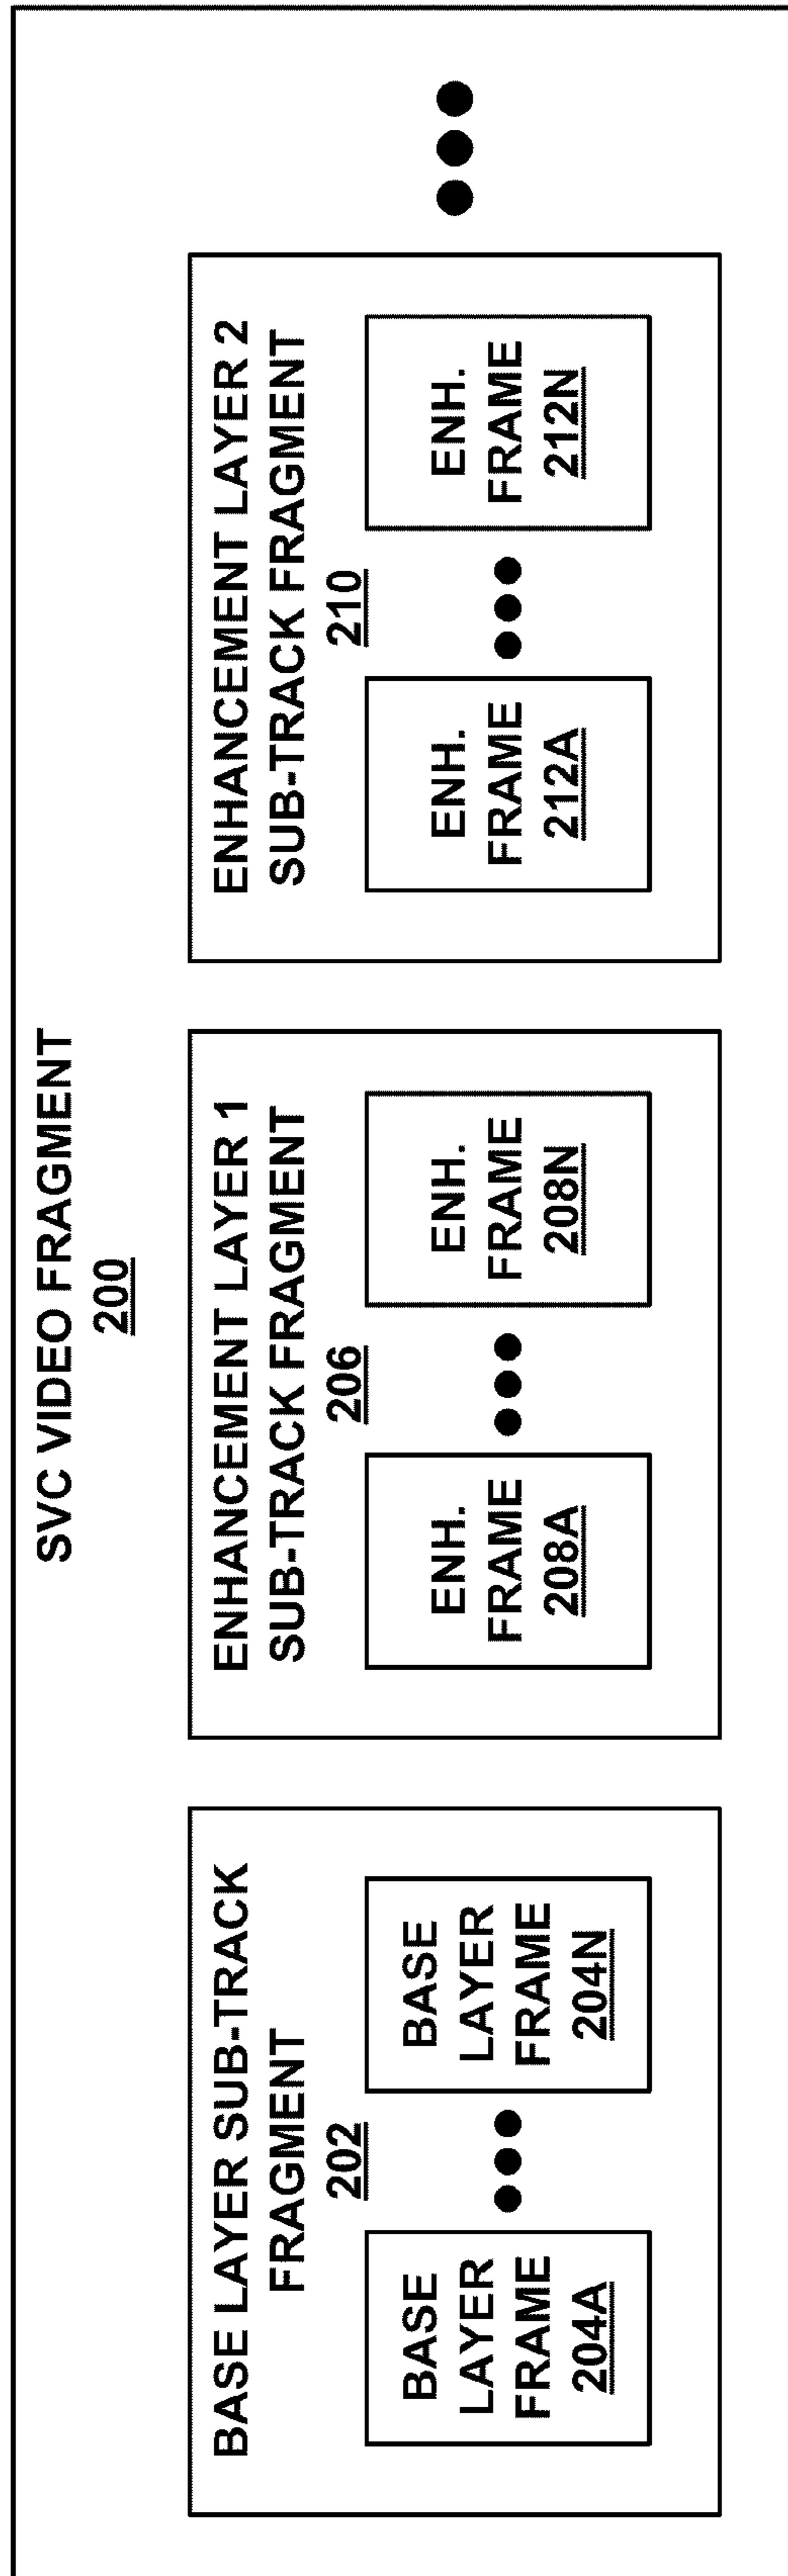 SVC VIDEO FRAGMENT
200
BASE LAYER SUB-TRACK
FRAGMENT
202
BASE
LAYER
FRAME
204A
BASE
LAYER
FRAME
204N
ENHANCEMENT LAYER 1
SUB-TRACK FRAGMENT
206
ENH.
FRAME
208A
ENH.
FRAME
208N
ENHANCEMENT LAYER 2
SUB-TRACK FRAGMENT
210
ENH.
FRAME
212A
ENH.
FRAME
212N